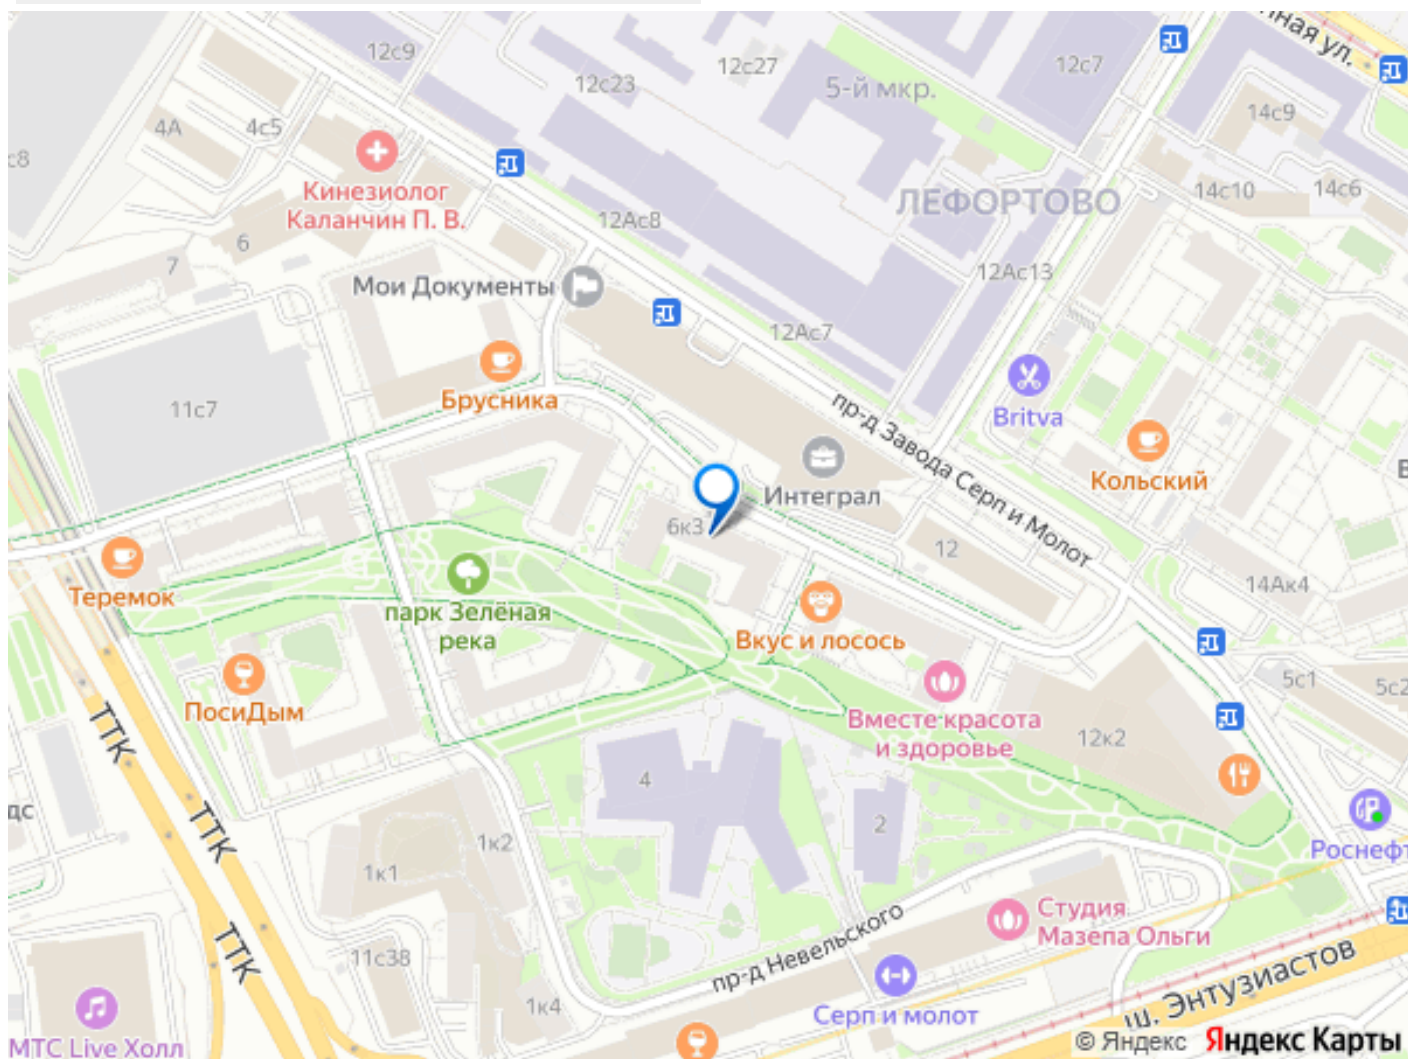 нная ул.
12с9
12с27
12с7
12с23
5-й мкр.
14с9
4А
4с5
с8
Кинезиолог
Каланчин П. В.
14с10
14с6
ЛЕФОРТОВО
12Ас8
6
7
12Ас13
Мои Документы
12Ас7
Брусника
Britva
11с7
пр-д Завода Серп и Молот
Кольский
В
Интеграл
6к3
12
14Ак4
Теремок
парк Зелёная
река
Вкус и лосось
5с1
5с2
ПосиДым
Вместе красота
и здоровье
ТТК
12к2
4
дс
ТТК
2
1к2
Роснефт
1к1
Студия
Мазепа Ольги
ТТК
11с38
пр-д Невельского
ш. Энтузиастов
1к4
Серп и молот
МТС Live Холл
© Яндекс Яндекс Карты